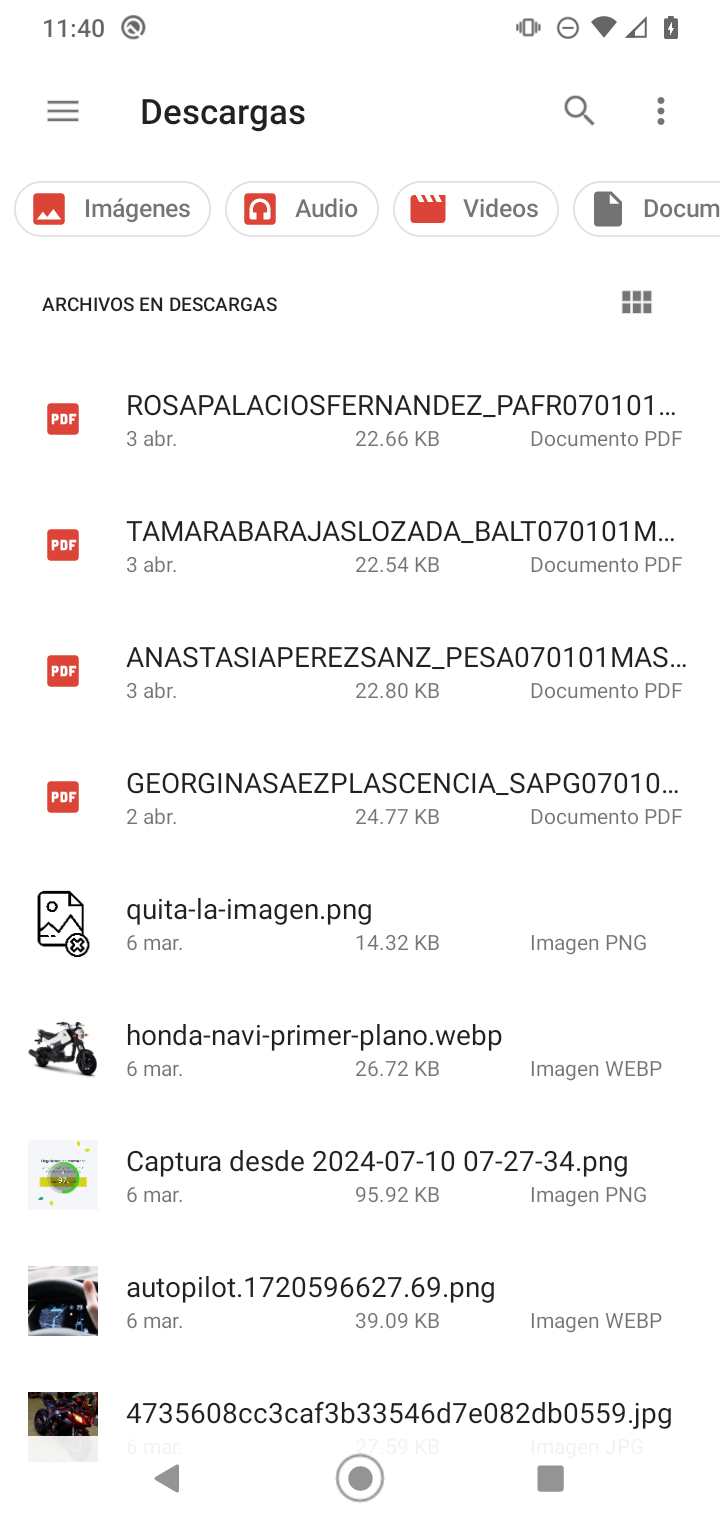 11:40
Descargas
Imágenes Audio Videos Docum
ARCHIVOS EN DESCARGAS
PDF ROSAPALACIOSFERNANDEZ_PAFR070101...
3 abr. 22.66 KB Documento PDF
PDF TAMARABARAJASLOZADA_BALT070101M...
3 abr. 22.54 KB Documento PDF
PDF ANASTASIAPEREZSANZ_PESA070101MAS...
3 abr. 22.80 KB Documento PDF
PDF GEORGINASAEZPLASCENCIA_SAPG07010...
2 abr. 24.77 KB Documento PDF
quita-la-imagen.png
6 mar. 14.32 KB Imagen PNG
honda-navi-primer-plano.webp
6 mar. 26.72 KB Imagen WEBP
Captura desde 2024-07-10 07-27-34.png
6 mar. 95.92 KB Imagen PNG
autopilot.1720596627.69.png
6 mar. 39.09 KB Imagen WEBP
4735608cc3caf3b33546d7e082db0559.jpg
6 mar. 27.59 KB Imagen JPG